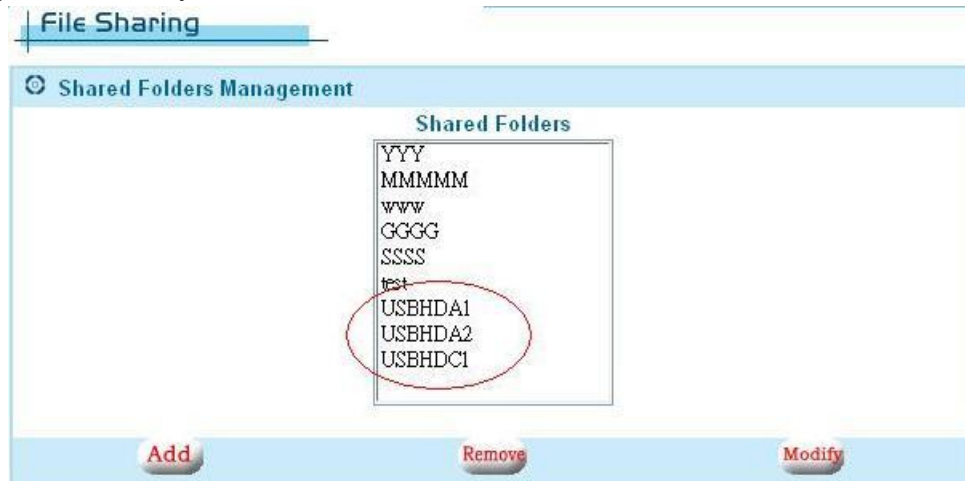 File Sharing
Shared Folders Management
Shared Folders
YYY
MMMMM
www
GGGG
SSSS
test
USBHDA1
USBHDA2
USBHDC1
Add Remove Modify